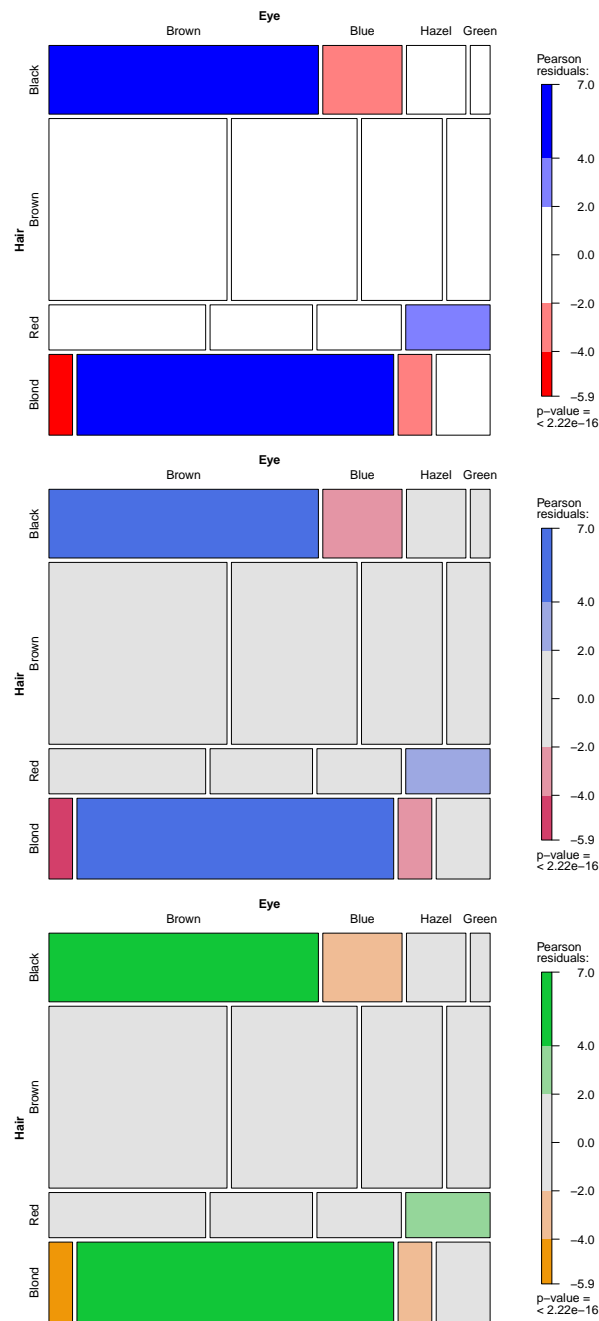 Eye
Brown Blue Hazel Green
Hair
Black
Brown
Red
Blond
Pearson
residuals:
7.0
4.0
2.0
0.0
−2.0
−4.0
−5.9
p−value =
< 2.22e−16
Eye
Brown Blue Hazel Green
Hair
Black
Brown
Red
Blond
Pearson
residuals:
7.0
4.0
2.0
0.0
−2.0
−4.0
−5.9
p−value =
< 2.22e−16
Eye
Brown Blue Hazel Green
Hair
Black
Brown
Red
Blond
Pearson
residuals:
7.0
4.0
2.0
0.0
−2.0
−4.0
−5.9
p−value =
< 2.22e−16